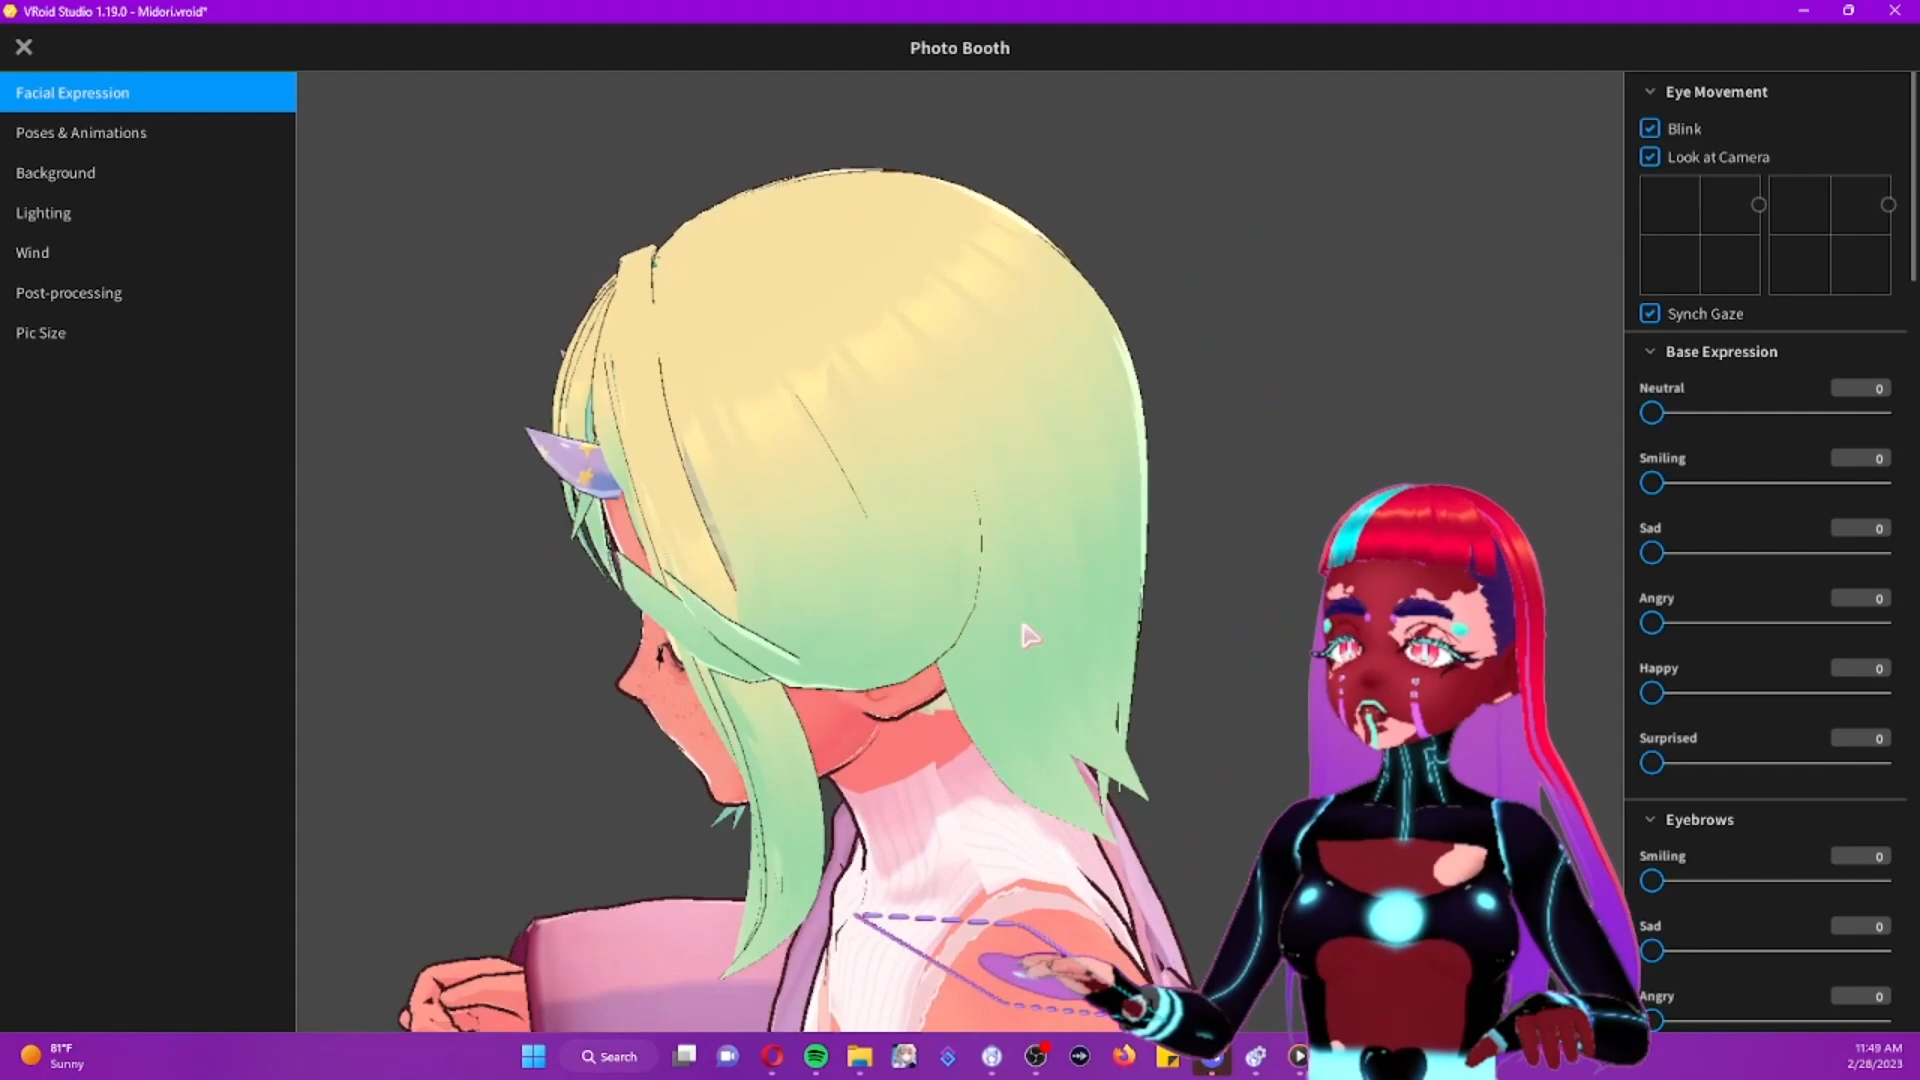 VRoid Studio 1.19.0 - Midori.vroid*
Photo Booth
Facial Expression
Poses & Animations
Background
Lighting
Wind
Post-processing
Pic Size
Eye Movement
Blink
Look at Camera
Synch Gaze
Base Expression
Neutral 0
Smiling 0
Sad 0
Angry 0
Happy 0
Surprised 0
Eyebrows
Smiling 0
Sad 0
Angry 0
81°F
Sunny
Search
11:49 AM
2/28/2023